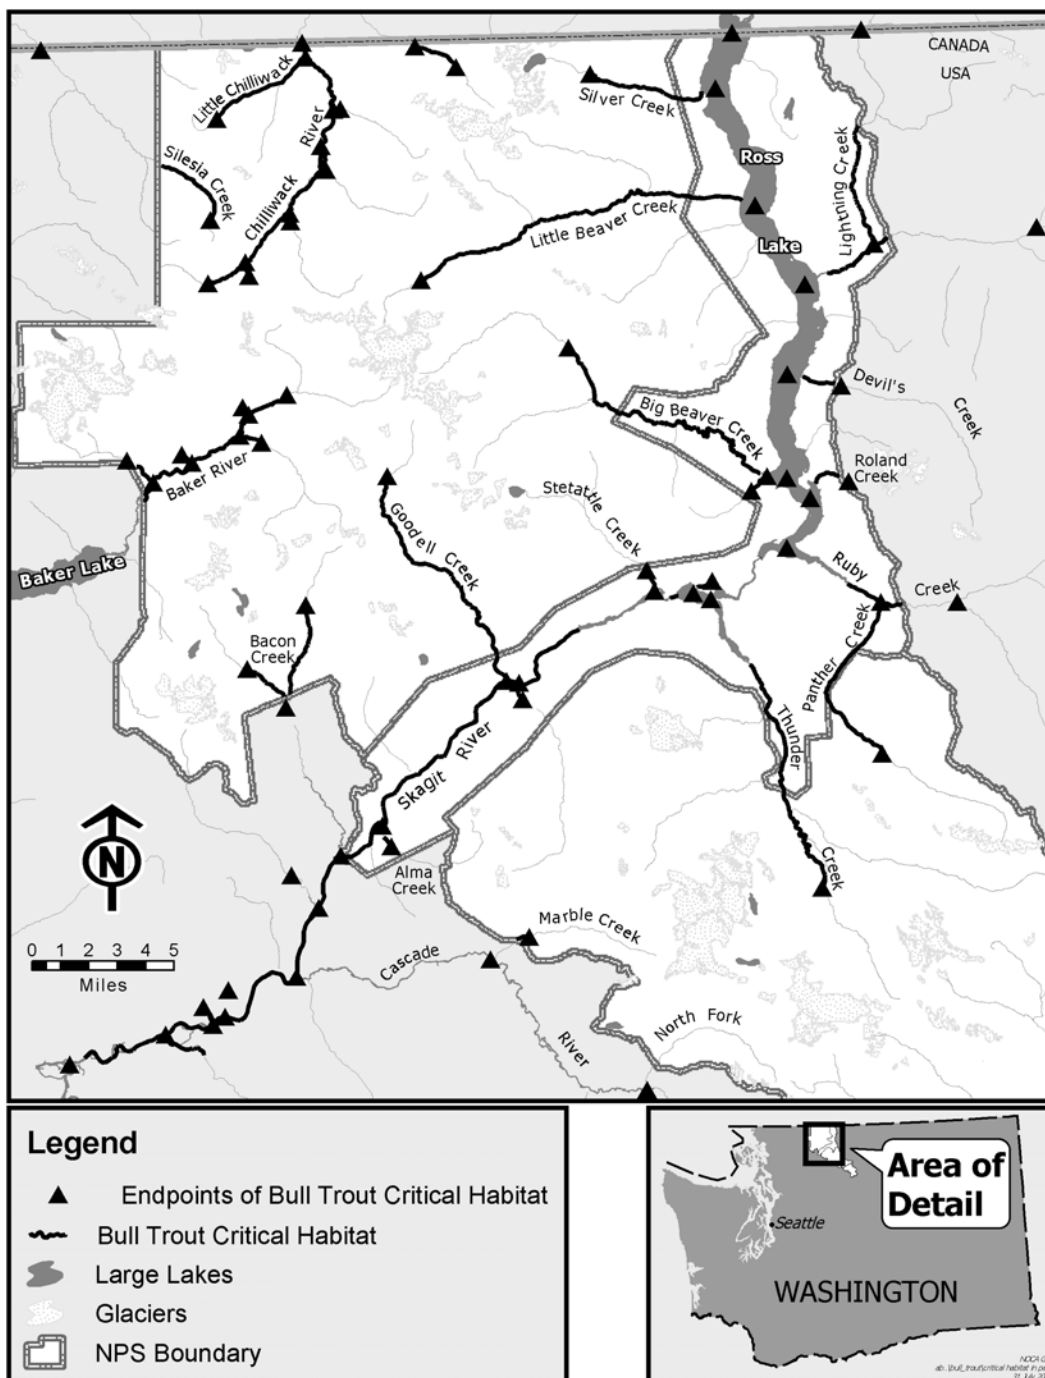 CANADA
USA
Little Chilliwack
River
Silver Creek
Silesia
Creek
Chilliwack
Ross
Lightning Creek
Little Beaver Creek
Lake
Devil's
Creek
Big Beaver Creek
Baker River
Roland
Creek
Stetattle Creek
Goodell Creek
Baker Lake
Ruby
Creek
Bacon
Creek
Panther Creek
Thunder
Creek
Skagit River
N
Alma
Creek
Marble Creek
0 1 2 3 4 5
Miles
Cascade
River
North Fork
Legend
Endpoints of Bull Trout Critical Habitat
Bull Trout Critical Habitat
Large Lakes
Glaciers
NPS Boundary
Area of
Detail
Seattle
WASHINGTON